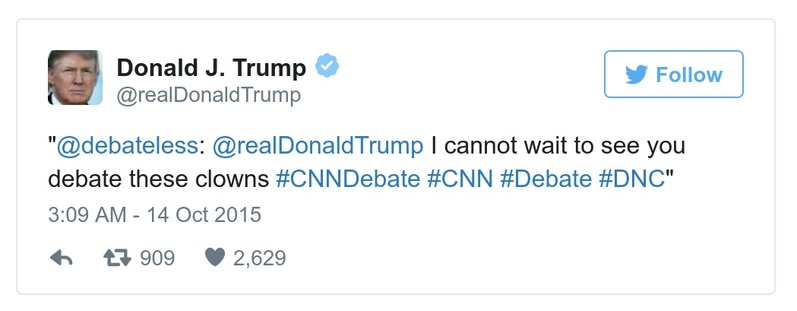 Donald J. Trump
@realDonaldTrump
Follow
"@debateless: @realDonaldTrump I cannot wait to see you
debate these clowns #CNNDebate #CNN #Debate #DNC"
3:09 AM - 14 Oct 2015
909 2,629